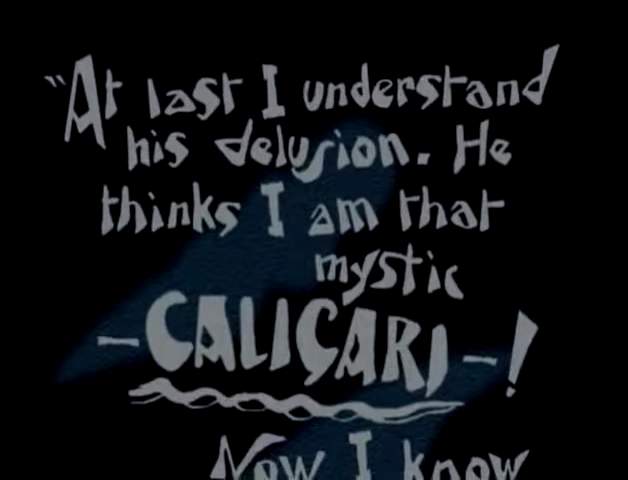 "At last I understand
his delusion. He
thinks I am that
mystic
- CALIGARI - !
Now I know